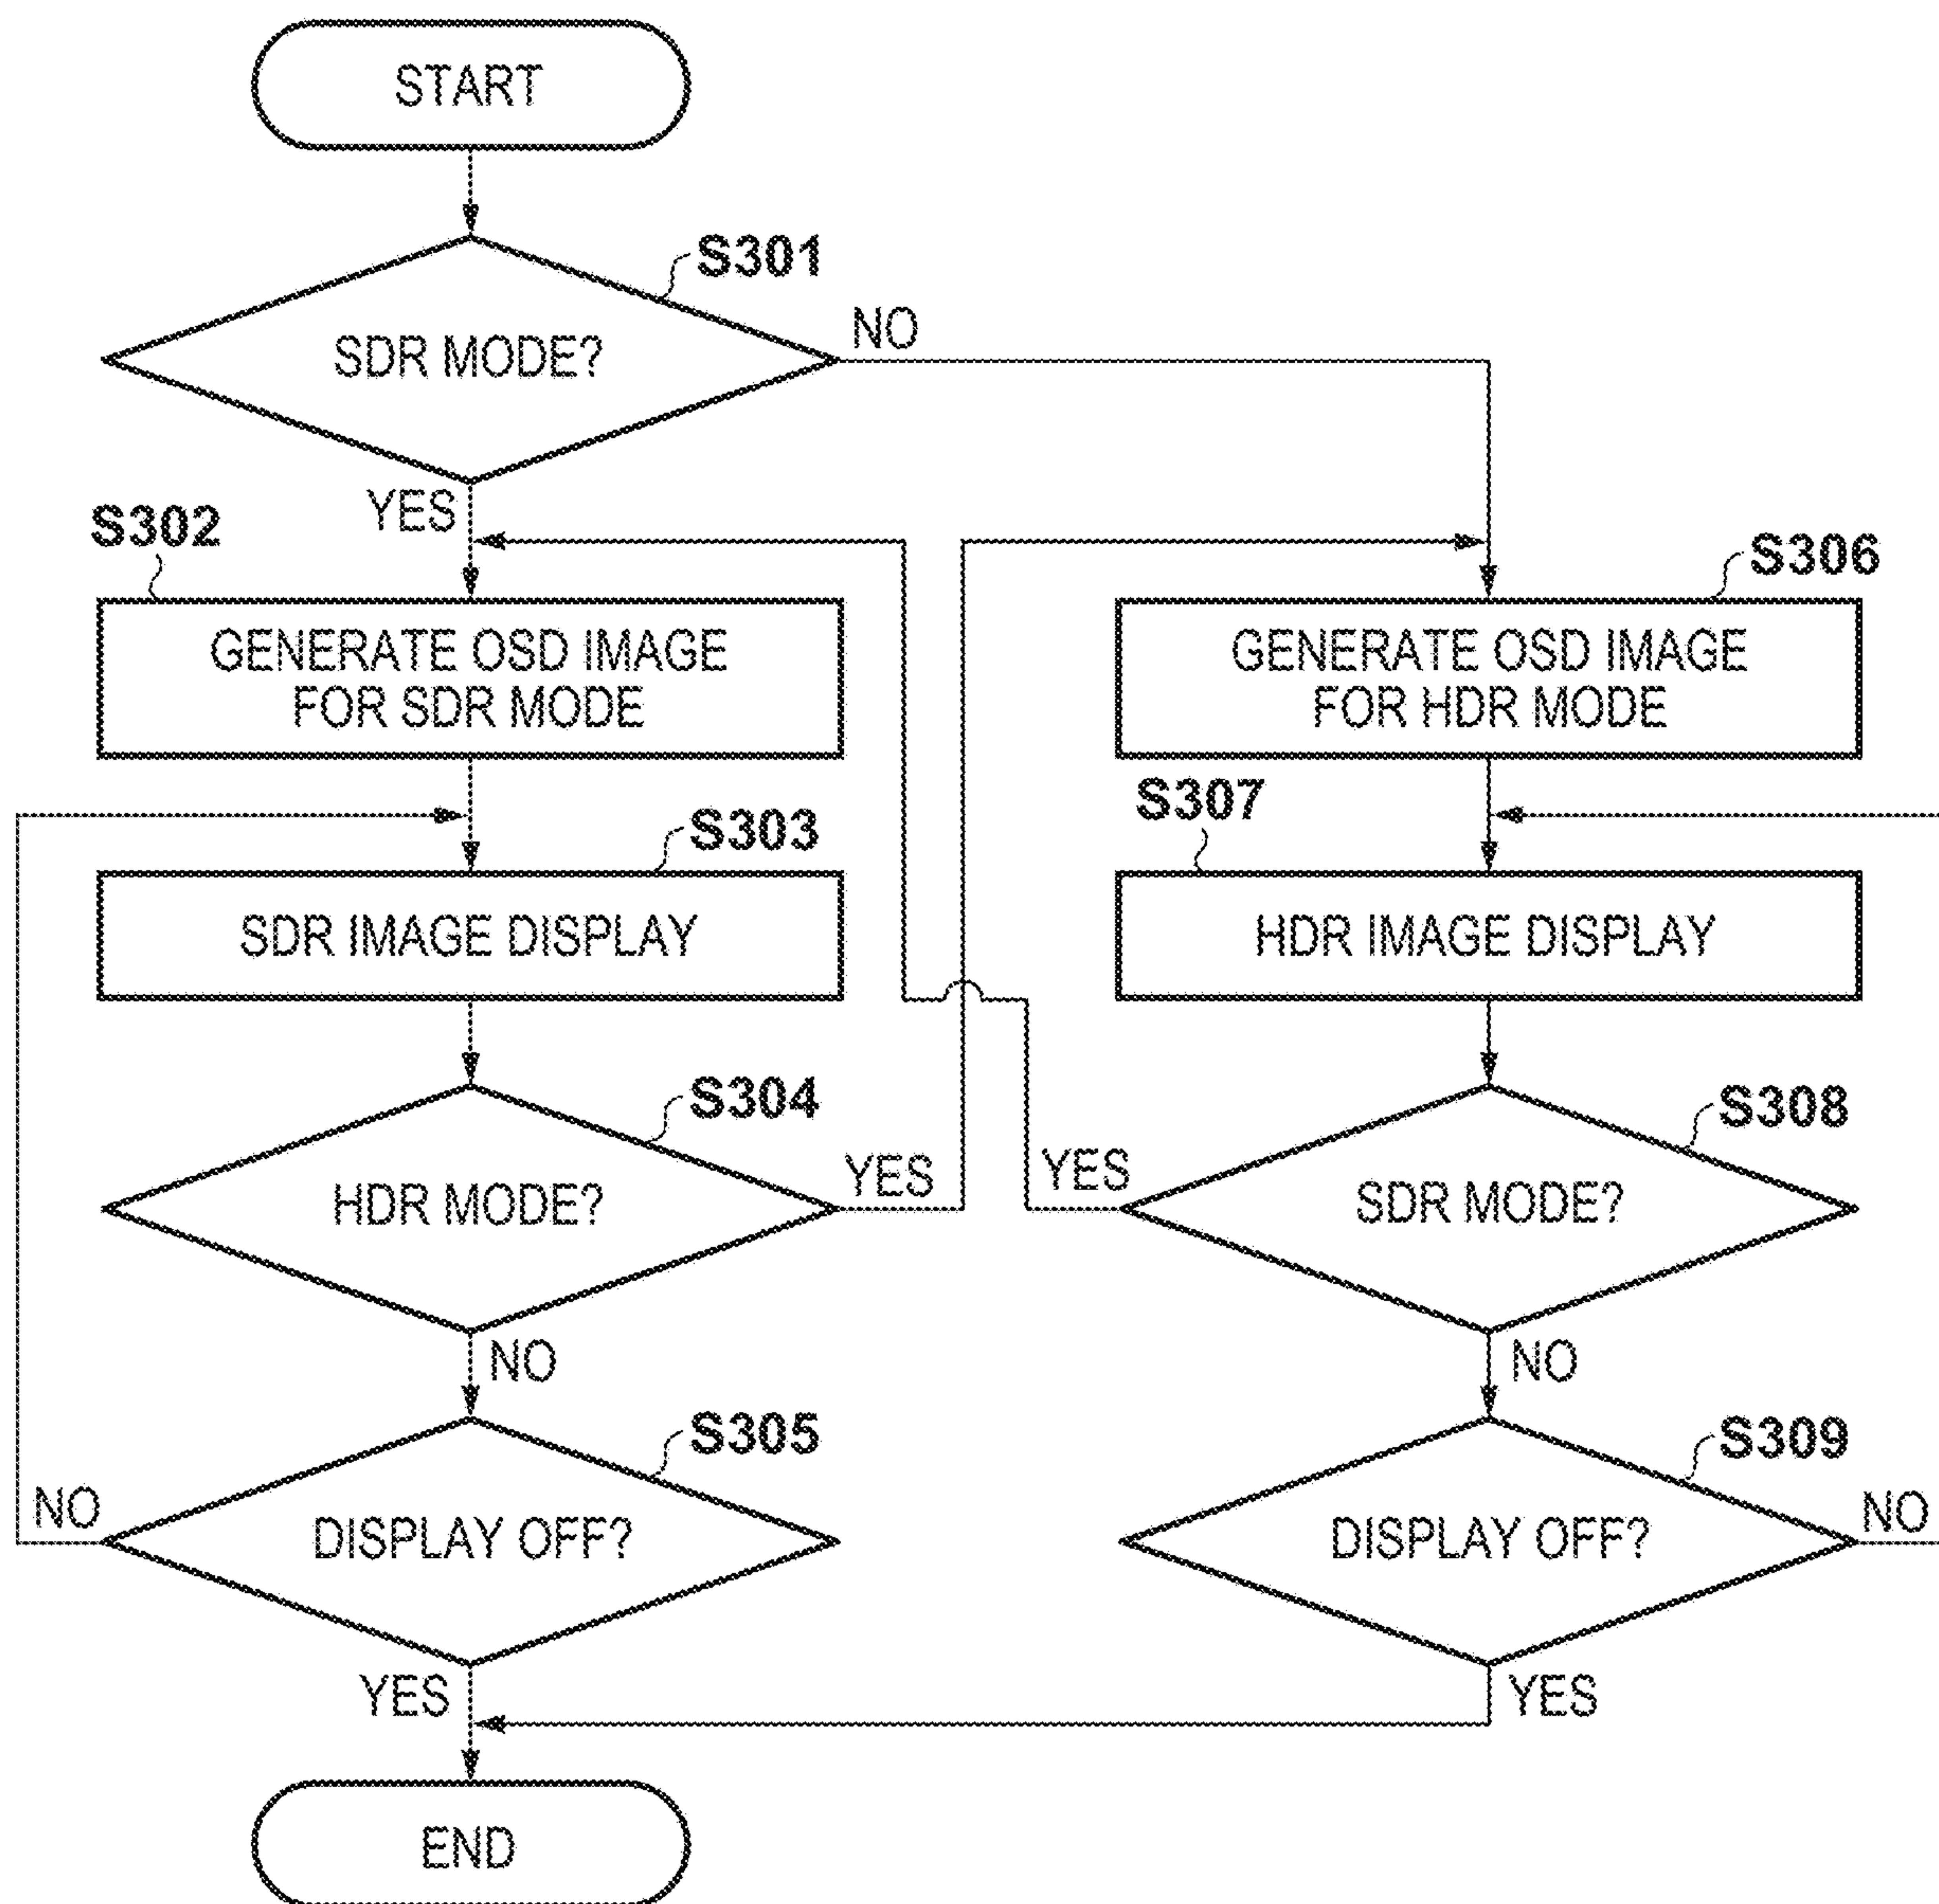 START
S301
SDR MODE?
NO
YES
S302
GENERATE OSD IMAGE
FOR SDR MODE
S306
GENERATE OSD IMAGE
FOR HDR MODE
S303
SDR IMAGE DISPLAY
S307
HDR IMAGE DISPLAY
S304
HDR MODE?
YES
NO
S308
SDR MODE?
YES
NO
S305
DISPLAY OFF?
NO
YES
S309
DISPLAY OFF?
NO
YES
END